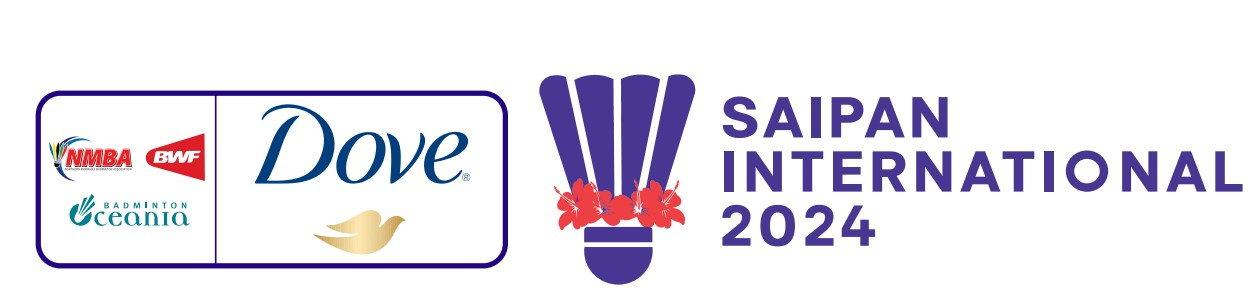 NMBA
BWF
BADMINTON
Oceania
Dove®
SAIPAN
INTERNATIONAL
2024